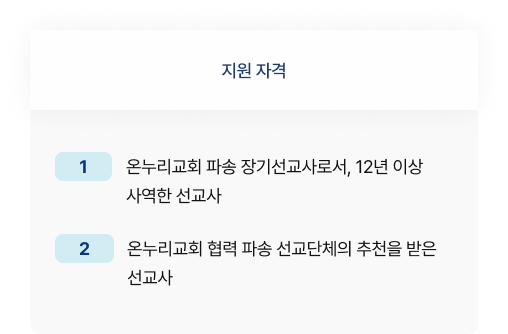 지원 자격
1 온누리교회 파송 장기선교사로서, 12년 이상
사역한 선교사
2 온누리교회 협력 파송 선교단체의 추천을 받은
선교사